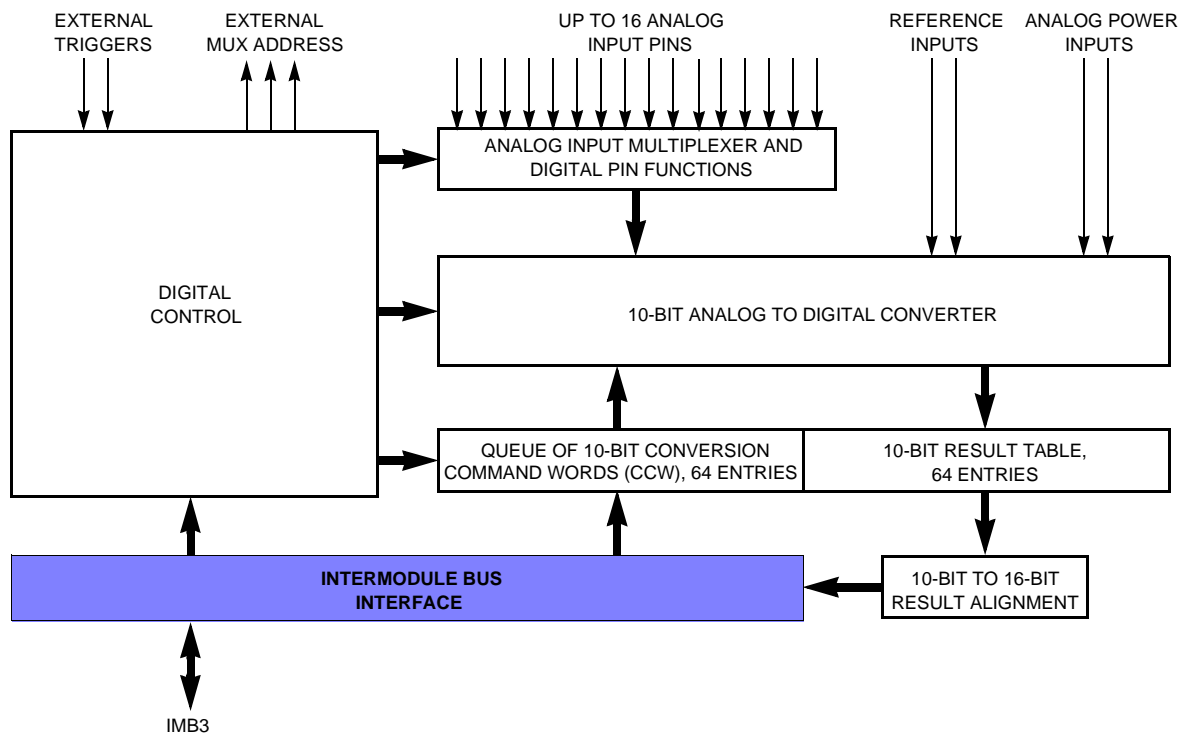 EXTERNAL
TRIGGERS
EXTERNAL
MUX ADDRESS
UP TO 16 ANALOG
INPUT PINS
REFERENCE
INPUTS
ANALOG POWER
INPUTS
ANALOG INPUT MULTIPLEXER AND
DIGITAL PIN FUNCTIONS
DIGITAL
CONTROL
10-BIT ANALOG TO DIGITAL CONVERTER
QUEUE OF 10-BIT CONVERSION
COMMAND WORDS (CCW), 64 ENTRIES
10-BIT RESULT TABLE,
64 ENTRIES
INTERMODULE BUS
INTERFACE
10-BIT TO 16-BIT
RESULT ALIGNMENT
IMB3